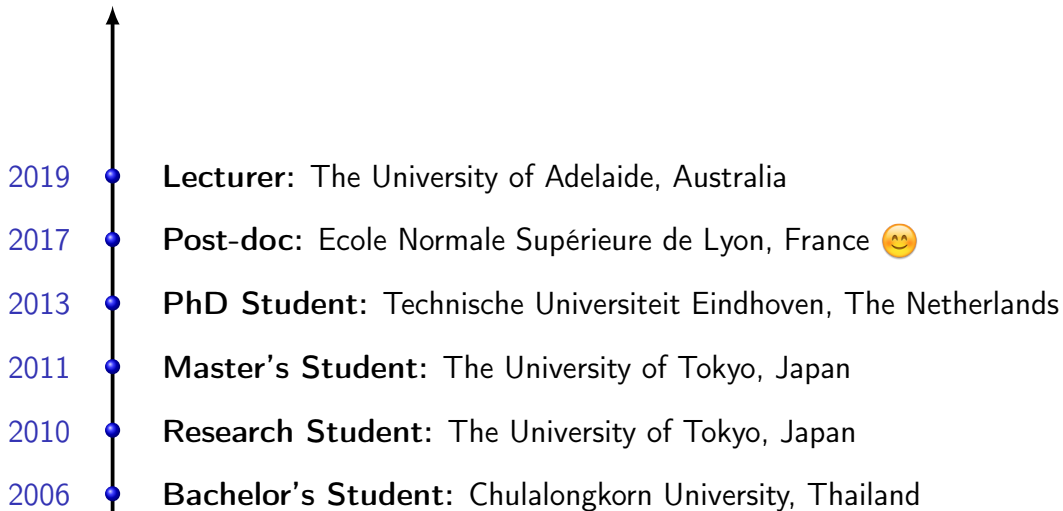 2019 Lecturer: The University of Adelaide, Australia
2017 Post-doc: Ecole Normale Supérieure de Lyon, France 😊
2013 PhD Student: Technische Universiteit Eindhoven, The Netherlands
2011 Master's Student: The University of Tokyo, Japan
2010 Research Student: The University of Tokyo, Japan
2006 Bachelor's Student: Chulalongkorn University, Thailand